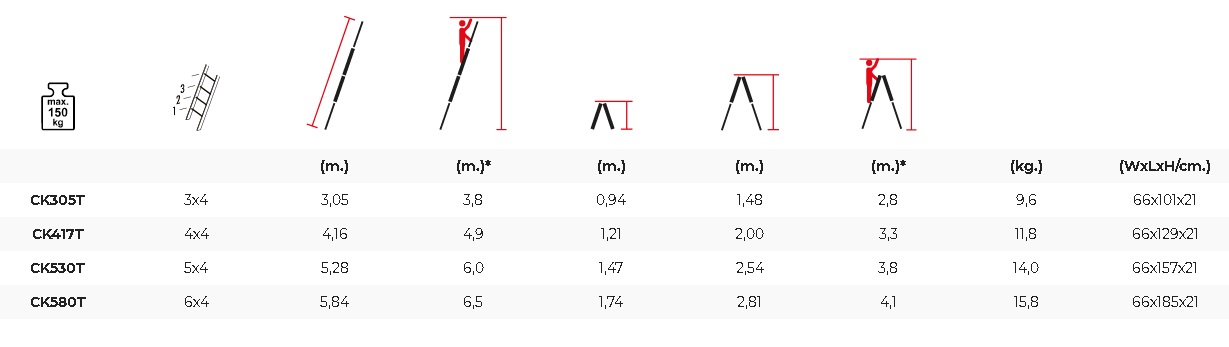 max.
150
kg
3
2
1
(m.) (m.)* (m.) (m.) (m.)* (kg.) (WxLxH/cm.)
CK305T 3x4 3,05 3,8 0,94 1,48 2,8 9,6 66x101x21
CK417T 4x4 4,16 4,9 1,21 2,00 3,3 11,8 66x129x21
CK530T 5x4 5,28 6,0 1,47 2,54 3,8 14,0 66x157x21
CK580T 6x4 5,84 6,5 1,74 2,81 4,1 15,8 66x185x21